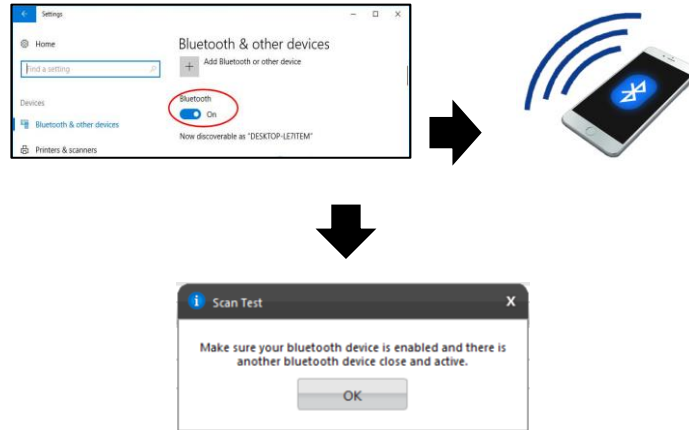 Settings
Home
Bluetooth & other devices
Find a setting
Add Bluetooth or other device
Devices
Bluetooth
On
Bluetooth & other devices
Now discoverable as "DESKTOP-LE7ITEM"
Printers & scanners
Scan Test
X
Make sure your bluetooth device is enabled and there is
another bluetooth device close and active.
OK